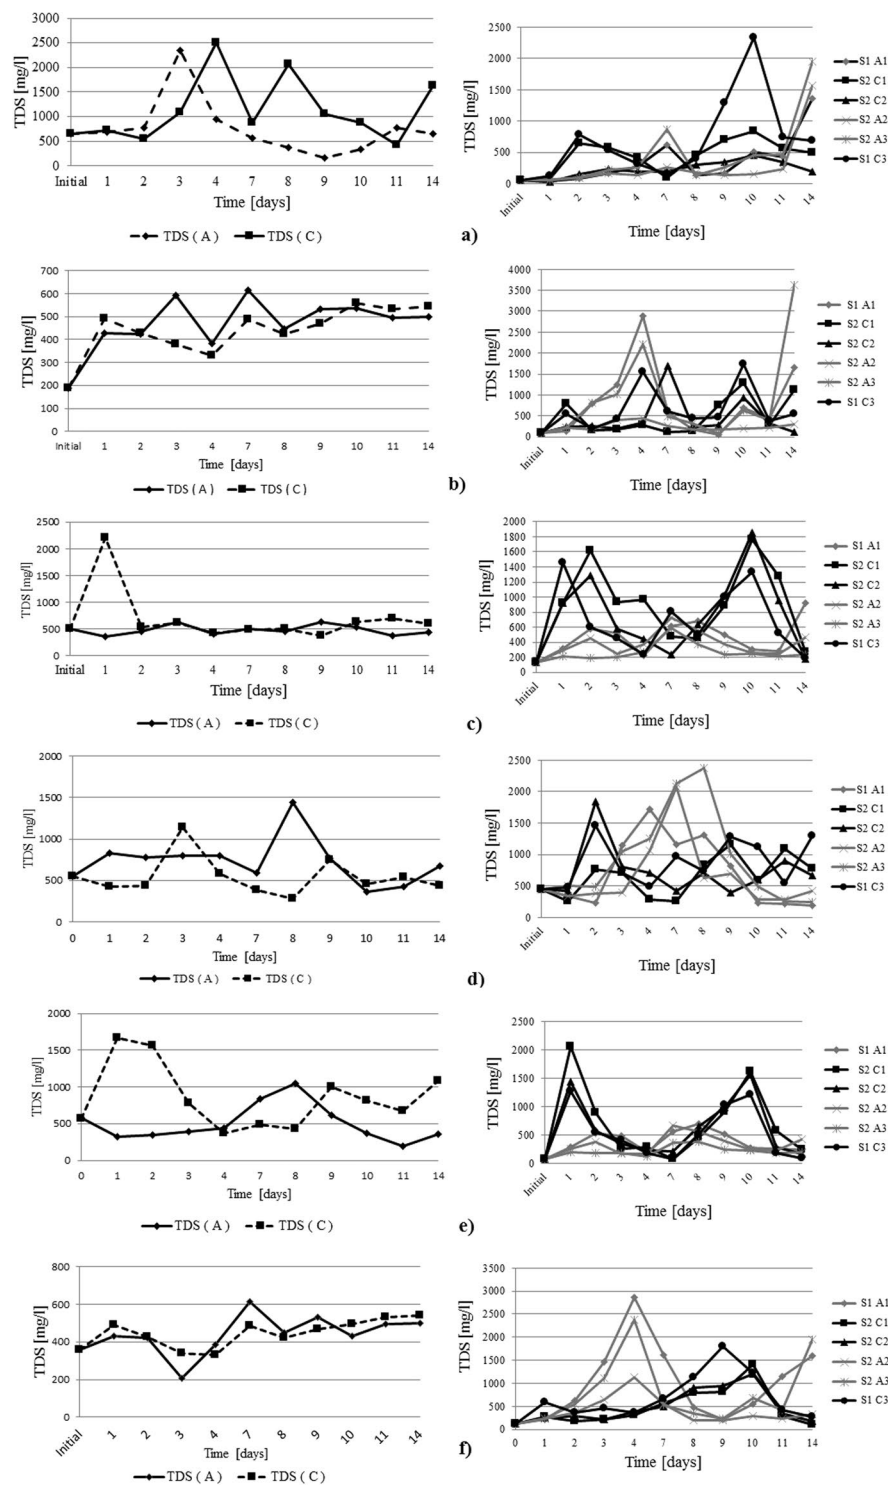 3000
2500
2000
1500
1000
500
0
TDS [mg/l]
Initial 1 2 3 4 7 8 9 10 11 14
Time [days]
TDS ( A ) TDS ( C )
2500
2000
1500
1000
500
0
TDS [mg/l]
Initial 1 2 3 4 7 8 9 10 11 14
Time [days]
S1 A1
S2 C1
S2 C2
S2 A2
S2 A3
S1 C3
a)
700
600
500
400
300
200
100
0
TDS [mg/l]
Initial 1 2 3 4 7 8 9 10 11 14
Time [days]
TDS ( A ) TDS ( C )
4000
3500
3000
2500
2000
1500
1000
500
0
TDS [mg/l]
Initial 1 2 3 4 7 8 9 10 11 14
Time [days]
S1 A1
S2 C1
S2 C2
S2 A2
S2 A3
S1 C3
b)
2500
2000
1500
1000
500
0
TDS [mg/l]
Initial 1 2 3 4 7 8 9 10 11 14
Time [days]
TDS ( A ) TDS ( C )
2000
1800
1600
1400
1200
1000
800
600
400
200
0
TDS [mg/l]
Initial 1 2 3 4 7 8 9 10 11 14
Time [days]
S1 A1
S2 C1
S2 C2
S2 A2
S2 A3
S1 C3
c)
2000
1500
1000
500
0
TDS [mg/l]
0 1 2 3 4 7 8 9 10 11 14
Time [days]
TDS ( A ) TDS ( C )
2500
2000
1500
1000
500
0
TDS [mg/l]
Initial 1 2 3 4 7 8 9 10 11 14
Time [days]
S1 A1
S2 C1
S2 C2
S2 A2
S2 A3
S1 C3
d)
2000
1500
1000
500
0
TDS [mg/l]
0 1 2 3 4 7 8 9 10 11 14
Time [days]
TDS ( A ) TDS ( C )
2500
2000
1500
1000
500
0
TDS [mg/l]
Initial 1 2 3 4 7 8 9 10 11 14
Time [days]
S1 A1
S2 C1
S2 C2
S2 A2
S2 A3
S1 C3
e)
800
600
400
200
0
TDS [mg/l]
Initial 1 2 3 4 7 8 9 10 11 14
Time [days]
TDS ( A ) TDS ( C )
3500
3000
2500
2000
1500
1000
500
0
TDS [mg/l]
0 1 2 3 4 7 8 9 10 11 14
Time [days]
S1 A1
S2 C1
S2 C2
S2 A2
S2 A3
S1 C3
f)